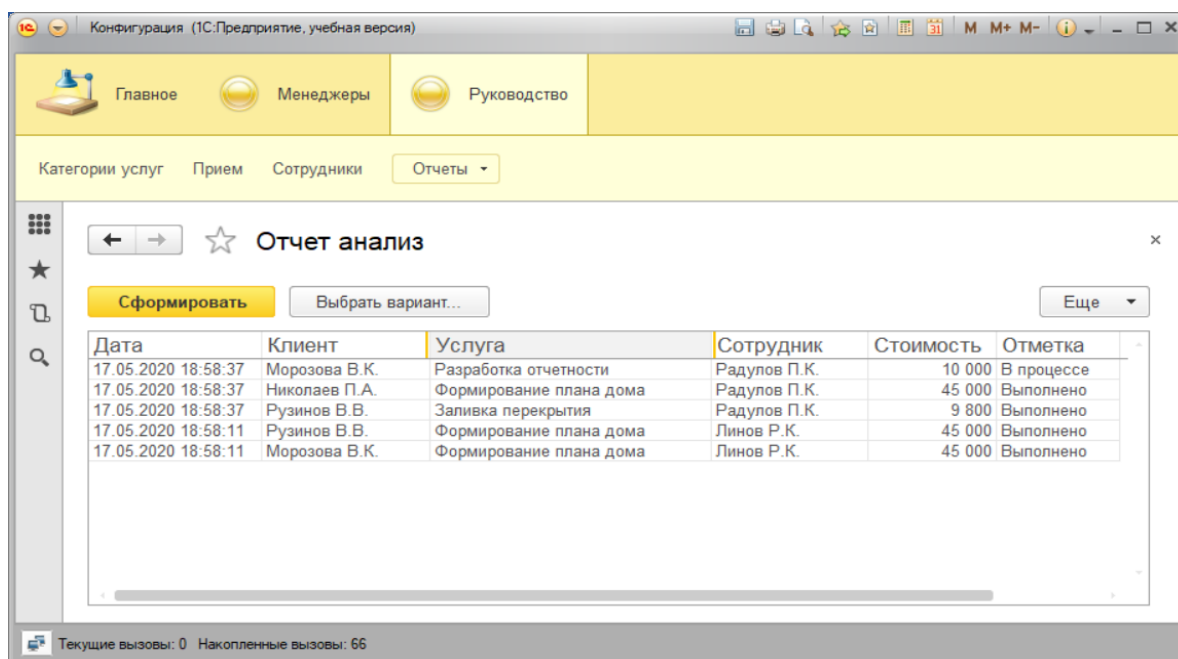 1С Конфигурация (1С:Предприятие, учебная версия) 31 M M+ M-
Главное Менеджеры Руководство
Категории услуг Прием Сотрудники Отчеты
Отчет анализ
Сформировать Выбрать вариант... Еще
Дата Клиент Услуга Сотрудник Стоимость Отметка
17.05.2020 18:58:37 Морозова В.К. Разработка отчетности Радулов П.К. 10 000 В процессе
17.05.2020 18:58:37 Николаев П.А. Формирование плана дома Радулов П.К. 45 000 Выполнено
17.05.2020 18:58:37 Рузинов В.В. Заливка перекрытия Радулов П.К. 9 800 Выполнено
17.05.2020 18:58:11 Рузинов В.В. Формирование плана дома Линов Р.К. 45 000 Выполнено
17.05.2020 18:58:11 Морозова В.К. Формирование плана дома Линов Р.К. 45 000 Выполнено
Текущие вызовы: 0 Накопленные вызовы: 66